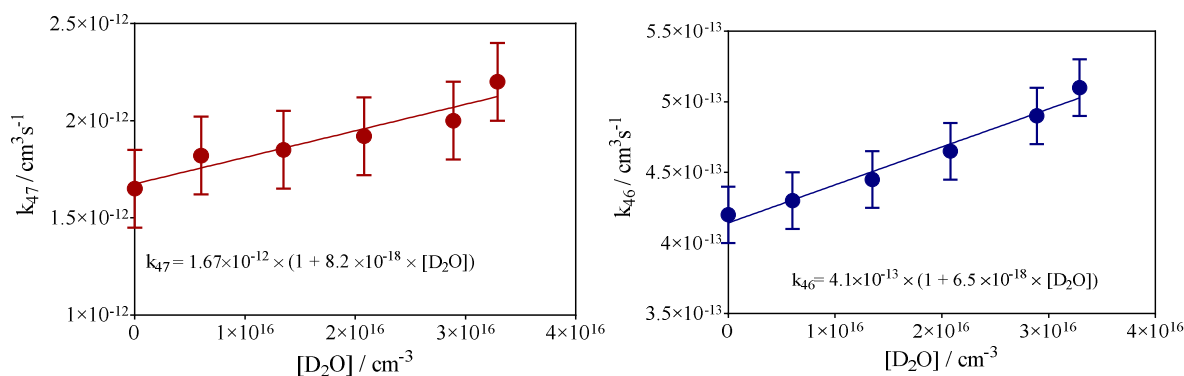 2.5×10⁻¹²
2×10⁻¹²
1.5×10⁻¹²
1×10⁻¹²
k₄₇ / cm³s⁻¹
k₄₇ = 1.67×10⁻¹² × (1 + 8.2 ×10⁻¹⁸ × [D₂O])
0 1×10¹⁶ 2×10¹⁶ 3×10¹⁶ 4×10¹⁶
[D₂O] / cm⁻³
5.5×10⁻¹³
5×10⁻¹³
4.5×10⁻¹³
4×10⁻¹³
3.5×10⁻¹³
k₄₆ / cm³s⁻¹
k₄₆= 4.1×10⁻¹³ × (1 + 6.5 ×10⁻¹⁸ × [D₂O])
0 1×10¹⁶ 2×10¹⁶ 3×10¹⁶ 4×10¹⁶
[D₂O] / cm⁻³